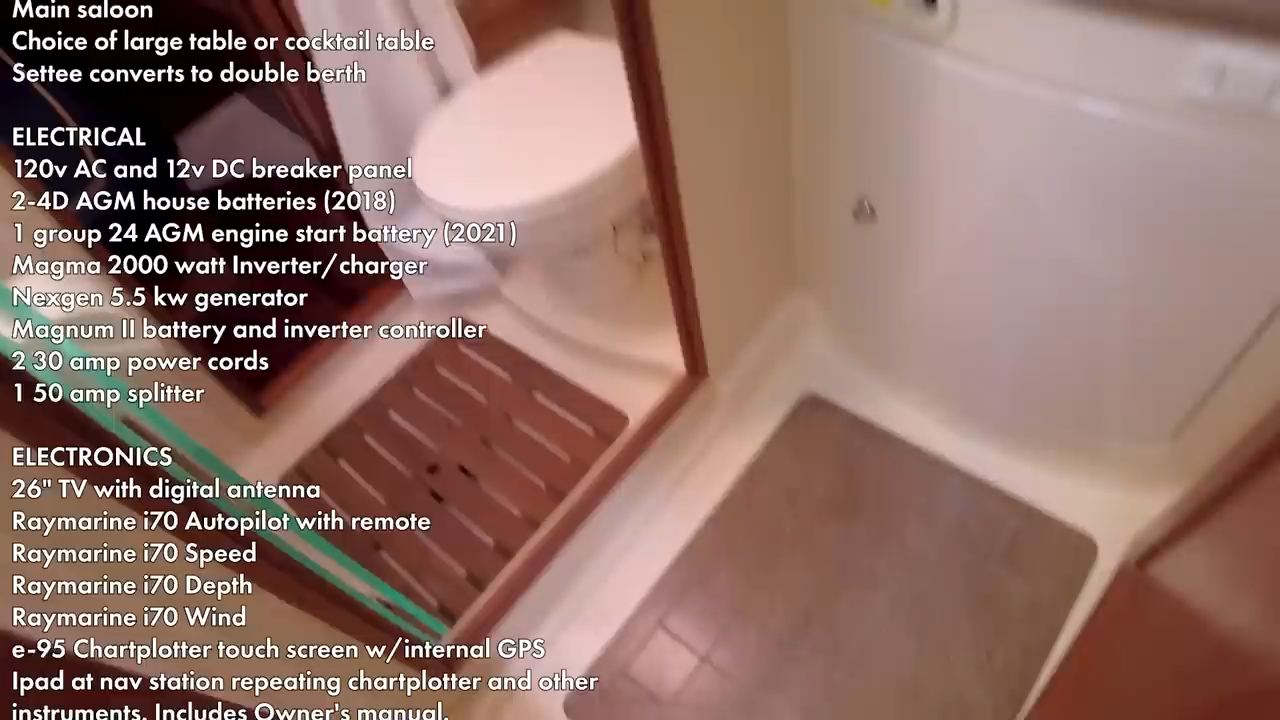 Main saloon
Choice of large table or cocktail table
Settee converts to double berth
ELECTRICAL
120v AC and 12v DC breaker panel
2-4D AGM house batteries (2018)
1 group 24 AGM engine start battery (2021)
Magma 2000 watt Inverter/charger
Nexgen 5.5 kw generator
Magnum II battery and inverter controller
2 30 amp power cords
1 50 amp splitter
ELECTRONICS
26" TV with digital antenna
Raymarine i70 Autopilot with remote
Raymarine i70 Speed
Raymarine i70 Depth
Raymarine i70 Wind
e-95 Chartplotter touch screen w/internal GPS
Ipad at nav station repeating chartplotter and other
instruments. Includes Owner's manual.